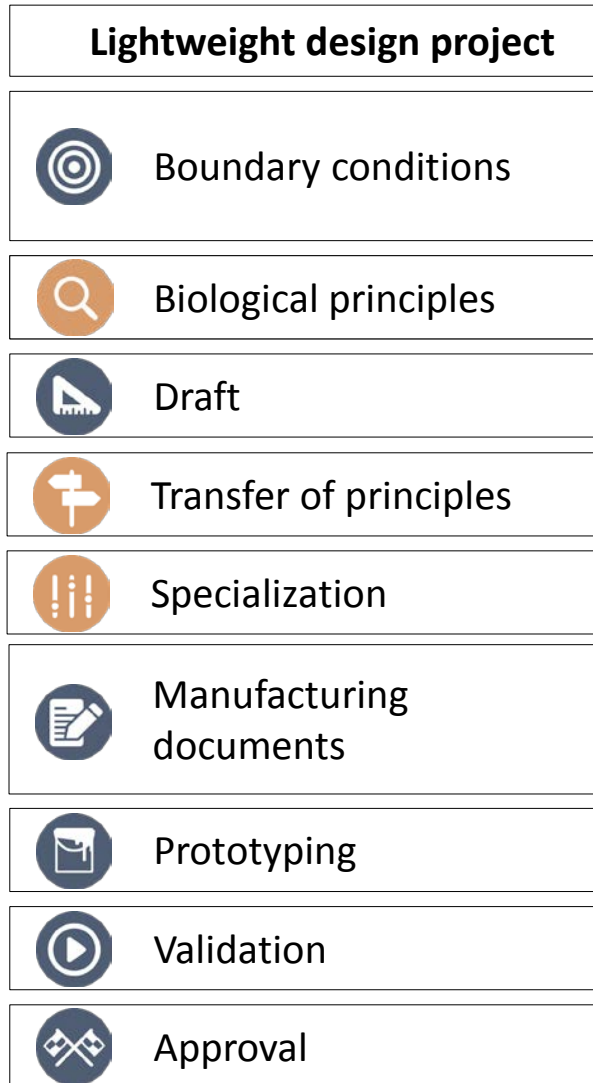 Lightweight design project
Boundary conditions
Biological principles
Draft
Transfer of principles
Specialization
Manufacturing
documents
Prototyping
Validation
Approval